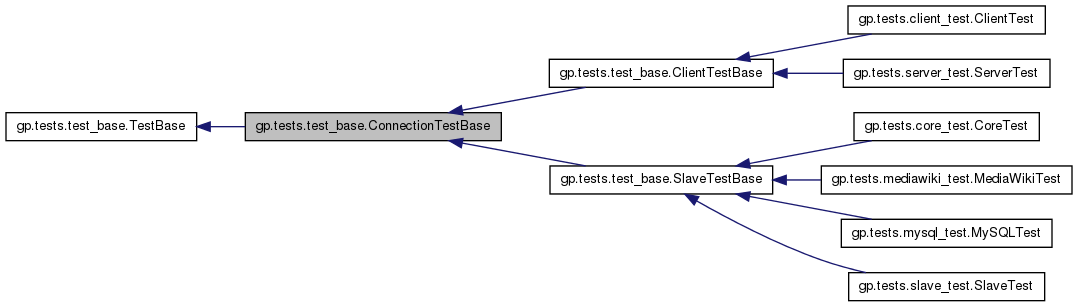 gp.tests.client_test.ClientTest
gp.tests.test_base.ClientTestBase
gp.tests.server_test.ServerTest
gp.tests.test_base.TestBase
gp.tests.test_base.ConnectionTestBase
gp.tests.core_test.CoreTest
gp.tests.test_base.SlaveTestBase
gp.tests.mediawiki_test.MediaWikiTest
gp.tests.mysql_test.MySQLTest
gp.tests.slave_test.SlaveTest